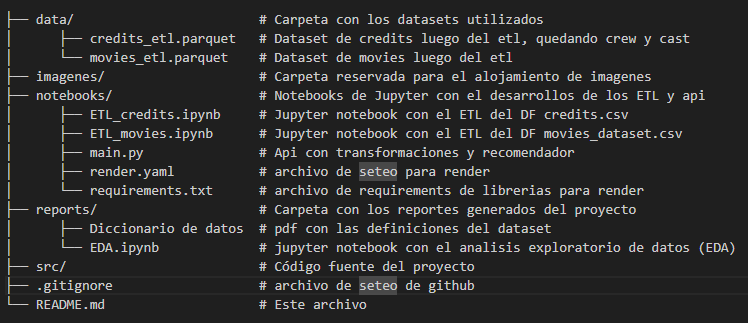 ├── data/                        # Carpeta con los datasets utilizados
│   ├── credits_etl.parquet   # Dataset de credits luego del etl, quedando crew y cast
│   └── movies_etl.parquet    # Dataset de movies luego del etl
├── imagenes/                    # Carpeta reservada para el alojamiento de imagenes
├── notebooks/                   # Notebooks de Jupyter con el desarrollos de los ETL y api
│   ├── ETL_credits.ipynb     # Jupyter notebook con el ETL del DF credits.csv
│   ├── ETL_movies.ipynb      # Jupyter notebook con el ETL del DF movies_dataset.csv
│   ├── main.py               # Api con transformaciones y recomendador
│   ├── render.yaml           # archivo de seteo para render
│   └── requirements.txt      # archivo de requirements de librerias para render
├── reports/                     # Carpeta con los reportes generados del proyecto
│   ├── Diccionario de datos  # pdf con las definiciones del dataset
│   └── EDA.ipynb             # jupyter notebook con el analisis exploratorio de datos (EDA)
├── src/                         # Código fuente del proyecto
├── .gitignore                   # archivo de seteo de github
└── README.md                    # Este archivo